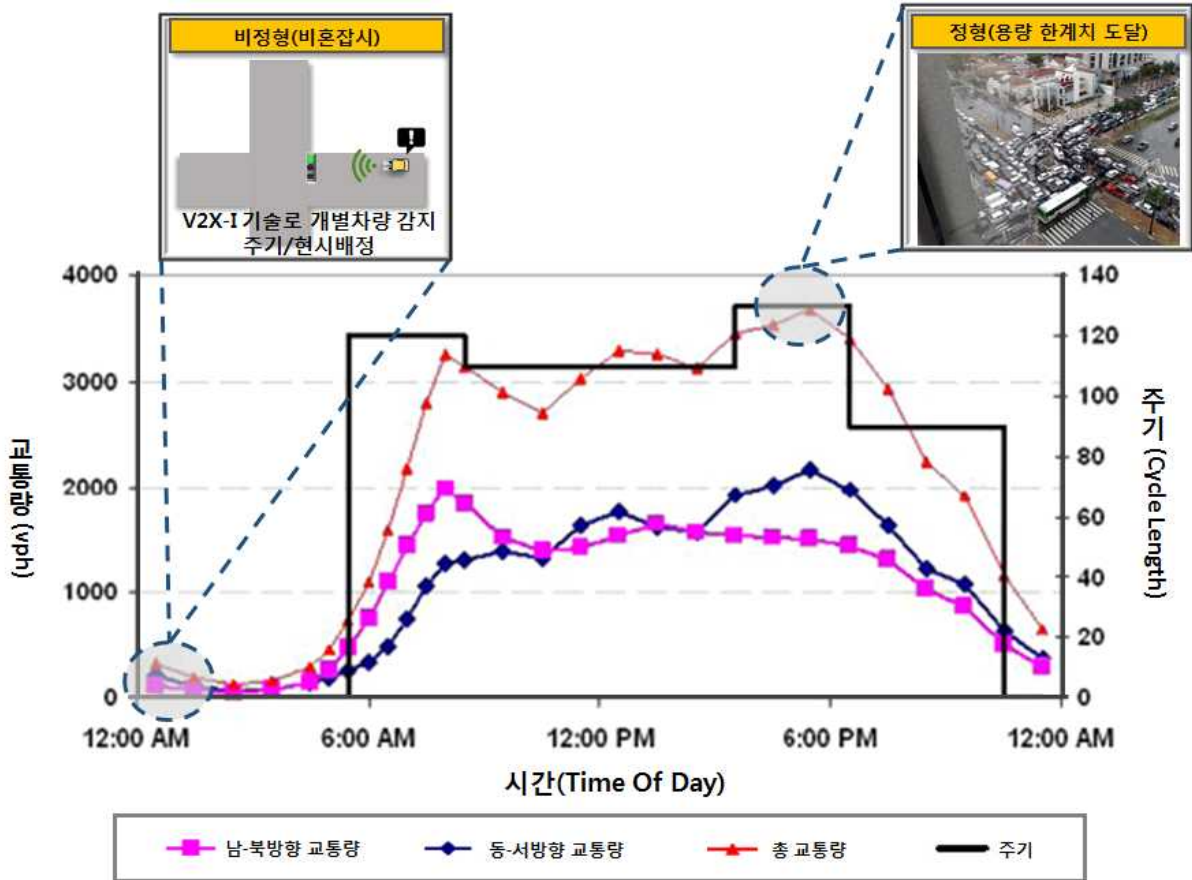 비정형(비혼잡시)
정형(용량 한계치 도달)
!
V2X-I 기술로 개별차량 감지
주기/현시배정
4000
3000
2000
1000
0
교통량 (vph)
140
120
100
80
60
40
20
0
주기 (Cycle Length)
12:00 AM
6:00 AM
12:00 PM
6:00 PM
12:00 AM
시간(Time Of Day)
남-북방향 교통량
동-서방향 교통량
총 교통량
주기